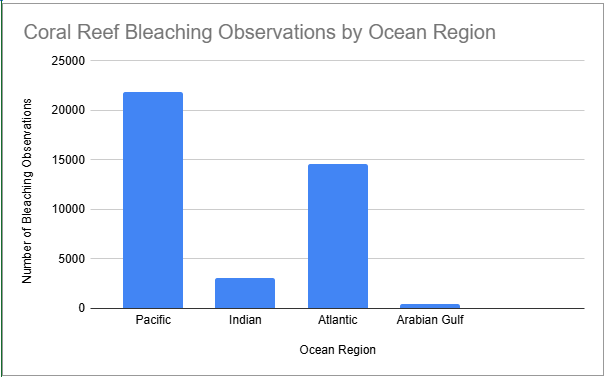 Coral Reef Bleaching Observations by Ocean Region
Number of Bleaching Observations
25000
20000
15000
10000
5000
0
Pacific Indian Atlantic Arabian Gulf
Ocean Region